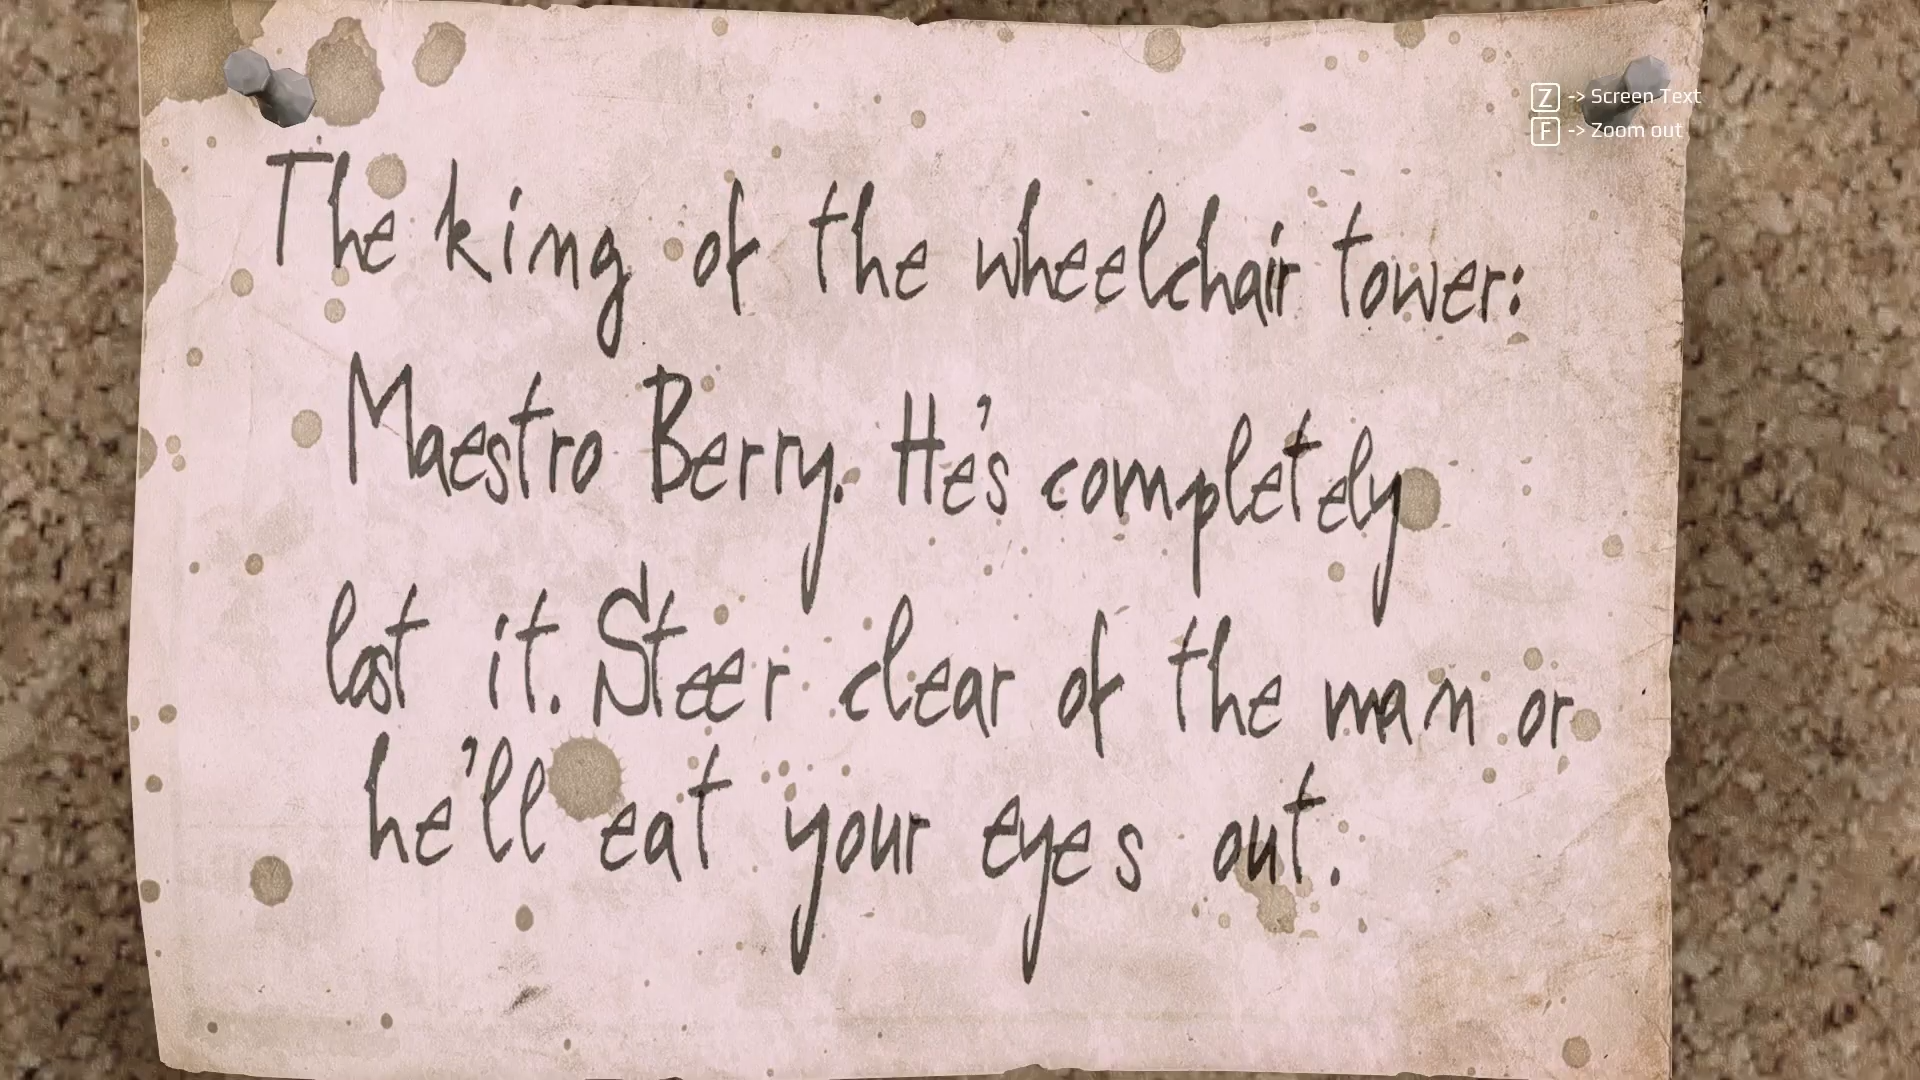 Z -> Screen Text
F -> Zoom out
The king of the wheelchair tower:
Maestro Berry. He's completely
lost it. Steer clear of the man or
he'll eat your eyes out.